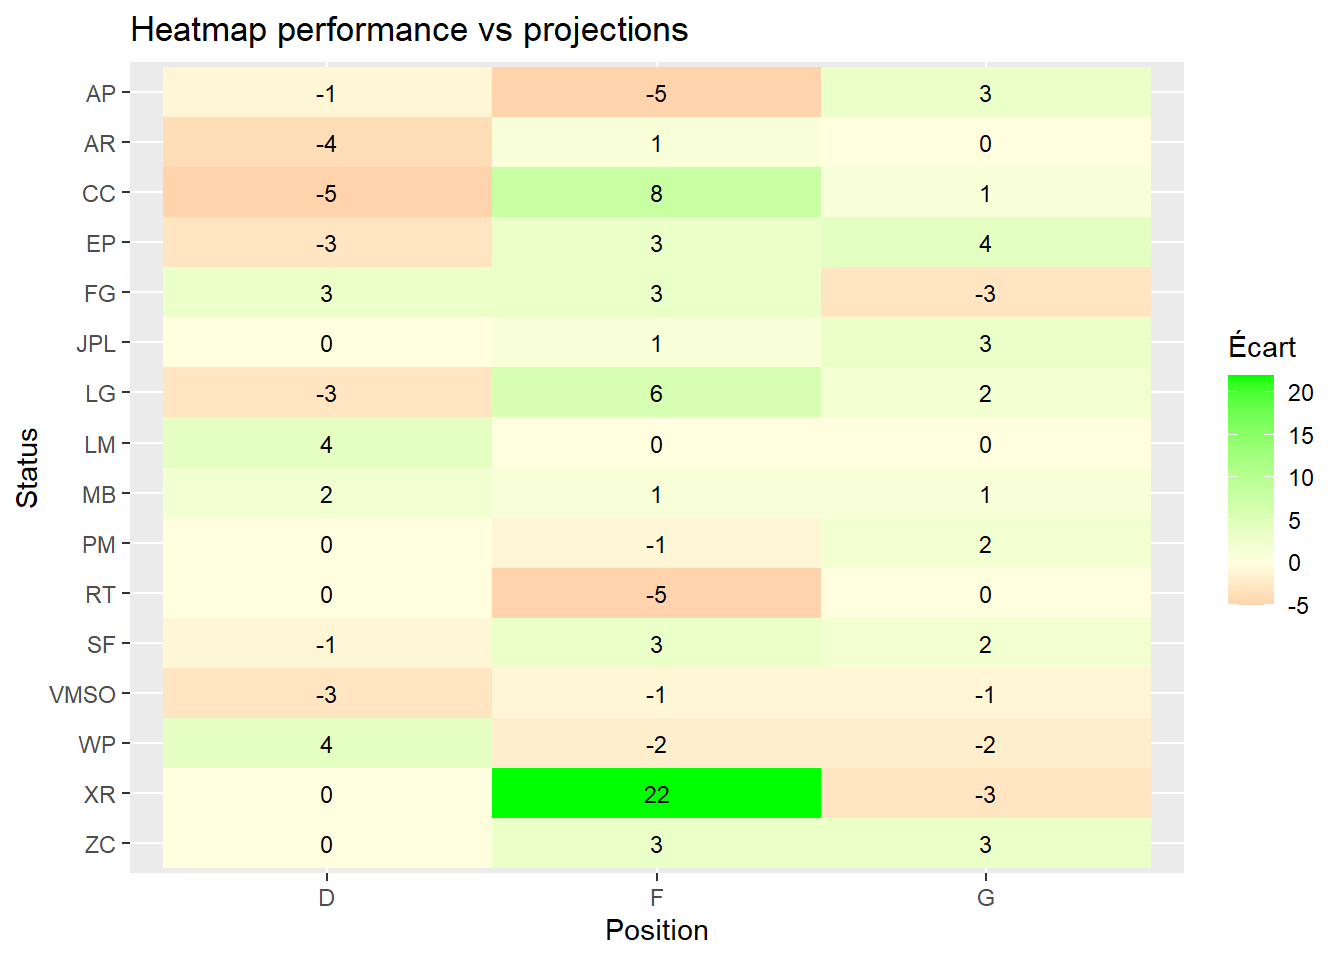 Heatmap performance vs projections
AP -1 -5 3
AR -4 1 0
CC -5 8 1
EP -3 3 4
FG 3 3 -3
JPL 0 1 3
LG -3 6 2
LM 4 0 0
MB 2 1 1
PM 0 -1 2
RT 0 -5 0
SF -1 3 2
VMSO -3 -1 -1
WP 4 -2 -2
XR 0 22 -3
ZC 0 3 3
D F G
Position
Status
Écart
20
15
10
5
0
-5